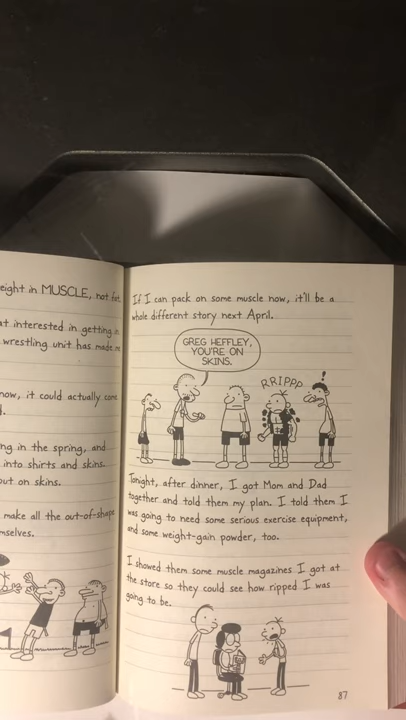 eight in MUSCLE, not fat.
at interested in getting in
wrestling unit has made me
now, it could actually come
ng in the spring, and
into shirts and skins.
out on skins.
make all the out-of-shape
mselves.
If I can pack on some muscle now, it'll be a
whole different story next April.
GREG HEFFLEY,
YOU'RE ON
SKINS.
RRIPPP
Tonight, after dinner, I got Mom and Dad
together and told them my plan. I told them I
was going to need some serious exercise equipment,
and some weight-gain powder, too.
I showed them some muscle magazines I got at
the store so they could see how ripped I was
going to be.
87